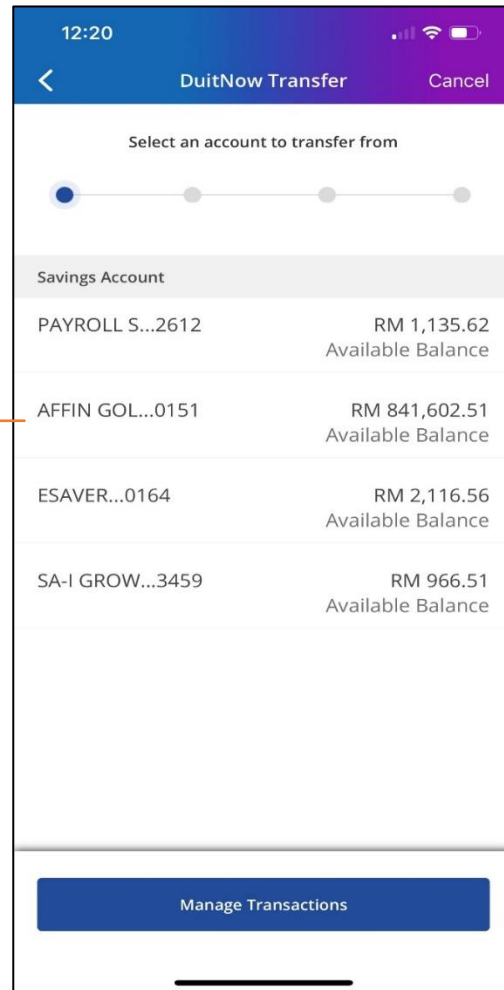 12:20
DuitNow Transfer Cancel
Select an account to transfer from
Savings Account
PAYROLL S...2612 RM 1,135.62
Available Balance
AFFIN GOL...0151 RM 841,602.51
Available Balance
ESAVER...0164 RM 2,116.56
Available Balance
SA-I GROW...3459 RM 966.51
Available Balance
Manage Transactions